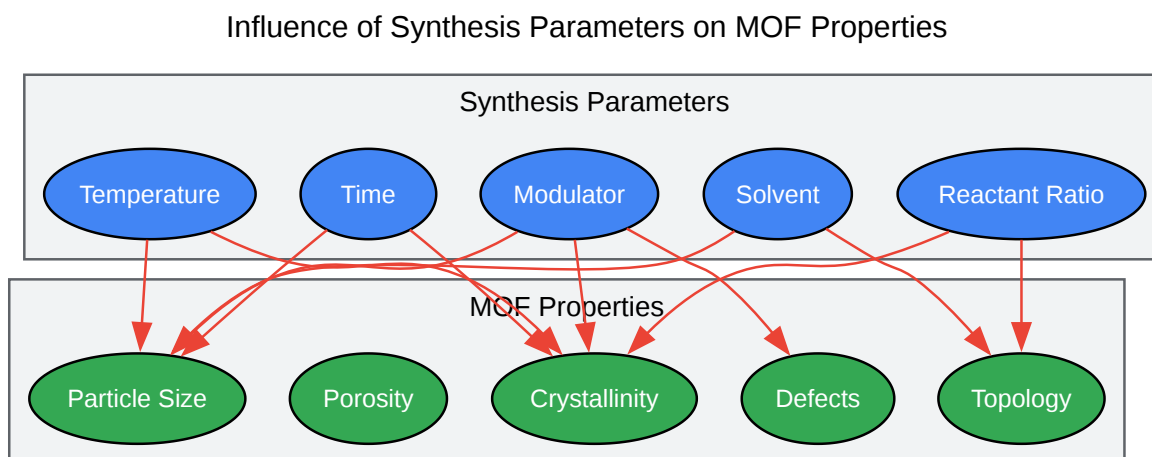 Influence of Synthesis Parameters on MOF Properties
Synthesis Parameters
Temperature
Time
Modulator
Solvent
Reactant Ratio
MOF Properties
Particle Size
Porosity
Crystallinity
Defects
Topology